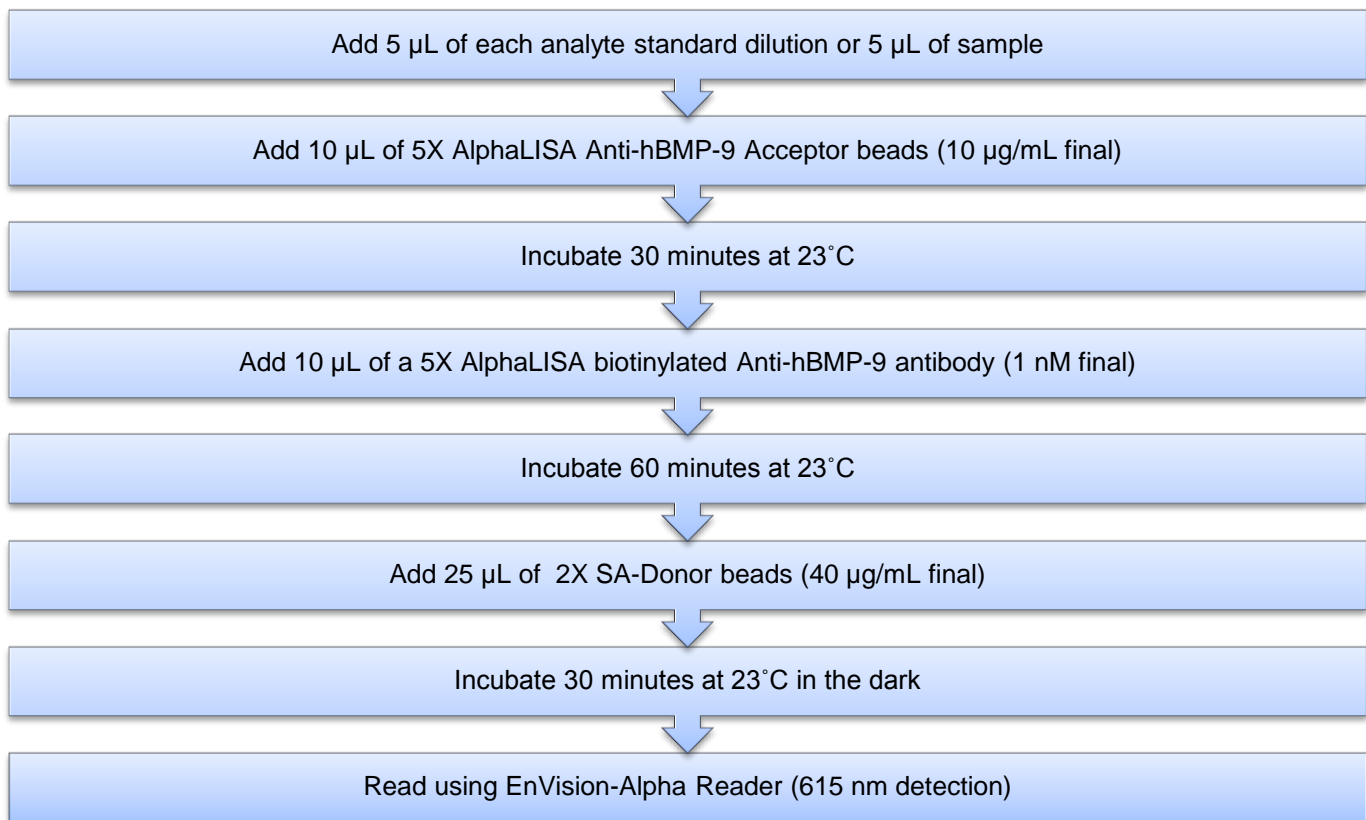 Add 5 µL of each analyte standard dilution or 5 µL of sample
Add 10 µL of 5X AlphaLISA Anti-hBMP-9 Acceptor beads (10 µg/mL final)
Incubate 30 minutes at 23˚C
Add 10 µL of a 5X AlphaLISA biotinylated Anti-hBMP-9 antibody (1 nM final)
Incubate 60 minutes at 23˚C
Add 25 µL of  2X SA-Donor beads (40 µg/mL final)
Incubate 30 minutes at 23˚C in the dark
Read using EnVision-Alpha Reader (615 nm detection)